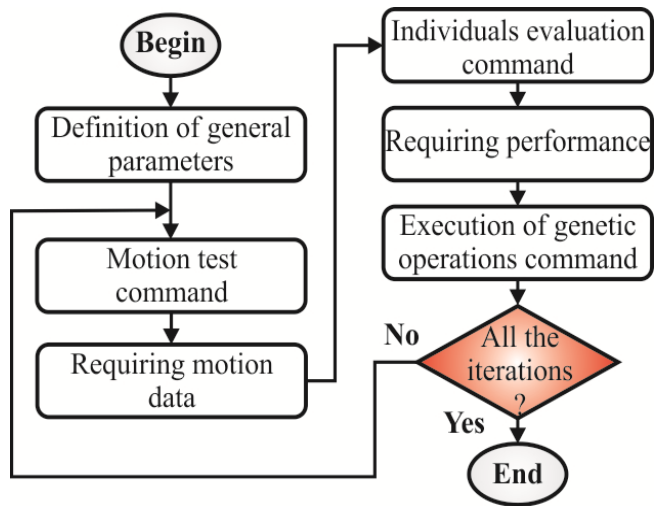 Begin
Definition of general
parameters
Motion test
command
Requiring motion
data
Individuals evaluation
command
Requiring performance
Execution of genetic
operations command
All the
iterations
?
No
Yes
End